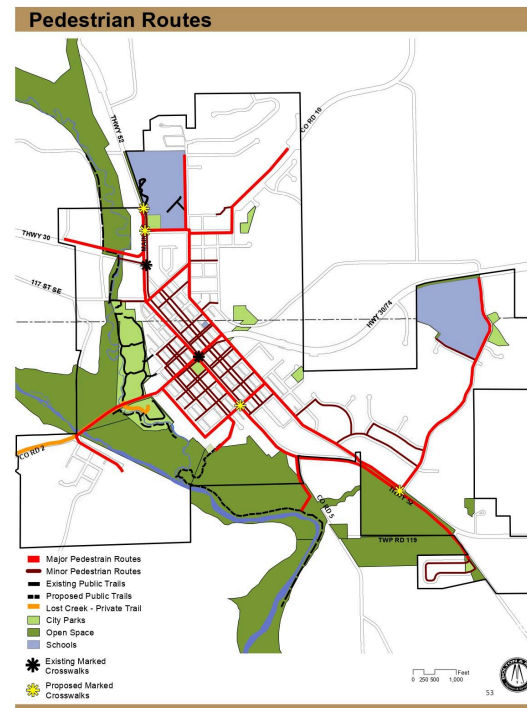 Pedestrian Routes
THWY 52
CO RD 10
MAIN
THWY 30
117 ST SE
HWY 30/74
CO RD 2
CO RD 5
HWY 52
TWP RD 119
Major Pedestrain Routes
Minor Pedestrian Routes
Existing Public Trails
Proposed Public Trails
Lost Creek - Private Trail
City Parks
Open Space
Schools
Existing Marked
Crosswalks
Proposed Marked
Crosswalks
Feet
0 250 500 1,000
53